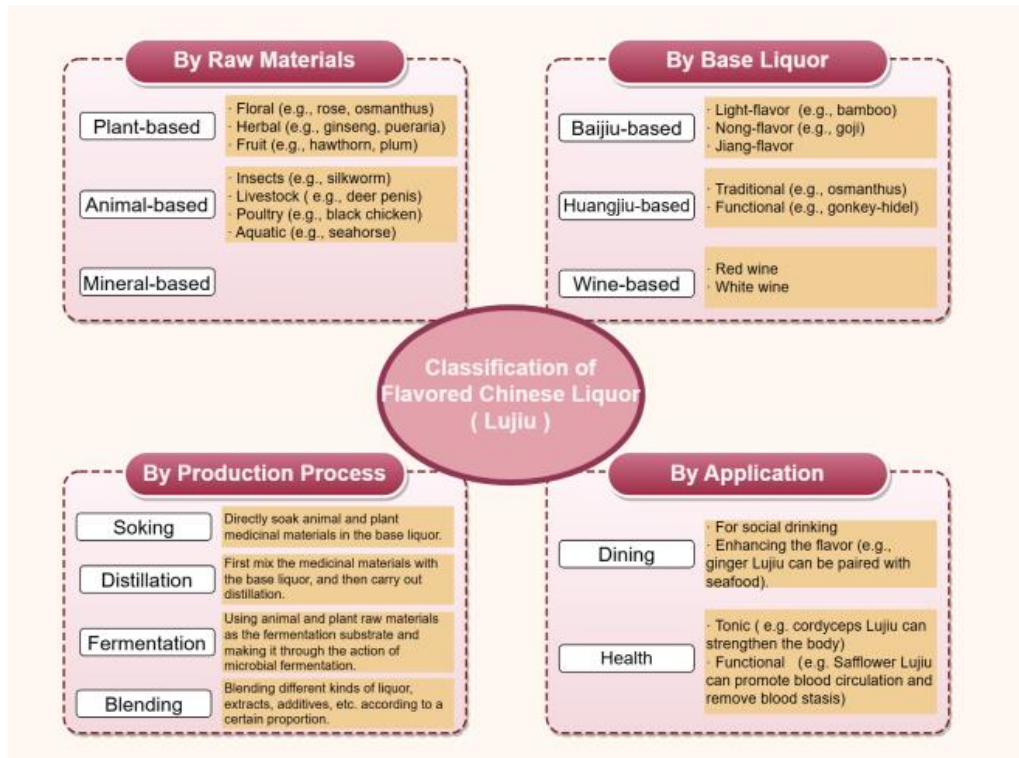 By Raw Materials
Plant-based
· Floral (e.g., rose, osmanthus)
· Herbal (e.g., ginseng, pueraria)
· Fruit (e.g., hawthorn, plum)
Animal-based
· Insects (e.g., silkworm)
· Livestock ( e.g., deer penis)
· Poultry (e.g., black chicken)
· Aquatic (e.g., seahorse)
Mineral-based
By Base Liquor
Baijiu-based
· Light-flavor (e.g., bamboo)
· Nong-flavor (e.g., goji)
· Jiang-flavor
Huangjiu-based
· Traditional (e.g., osmanthus)
· Functional (e.g., gonkey-hidel)
Wine-based
· Red wine
· White wine
Classification of
Flavored Chinese Liquor
( Lujiu )
By Production Process
Soking
Directly soak animal and plant
medicinal materials in the base liquor.
Distillation
First mix the medicinal materials with
the base liquor, and then carry out
distillation.
Fermentation
Using animal and plant raw materials
as the fermentation substrate and
making it through the action of
microbial fermentation.
Blending
Blending different kinds of liquor,
extracts, additives, etc. according to a
certain proportion.
By Application
Dining
· For social drinking
· Enhancing the flavor (e.g.,
ginger Lujiu can be paired with
seafood).
Health
· Tonic ( e.g. cordyceps Lujiu can
strengthen the body)
· Functional (e.g. Safflower Lujiu
can promote blood circulation and
remove blood stasis)